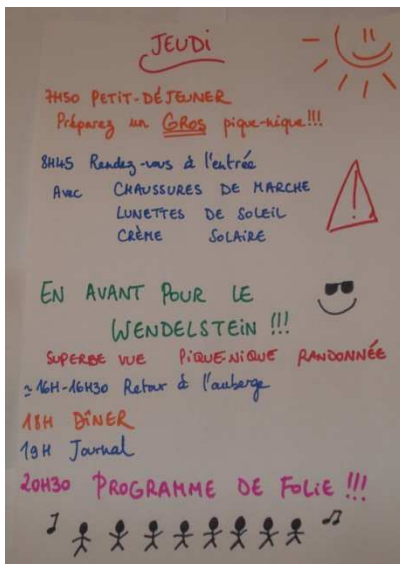 JEUDI
7H50 PETIT-DÉJEUNER
Préparez un GROS pique-nique!!!
8H45 Rendez-vous à l'entrée
Avec CHAUSSURES DE MARCHE
LUNETTES DE SOLEIL
CRÈME SOLAIRE
!
EN AVANT POUR LE
WENDELSTEIN !!!
SUPERBE VUE PIQUE-NIQUE RANDONNÉE
≃ 16H-16H30 Retour à l'auberge
18H DÎNER
19H Journal
20H30 PROGRAMME DE FOLIE !!!